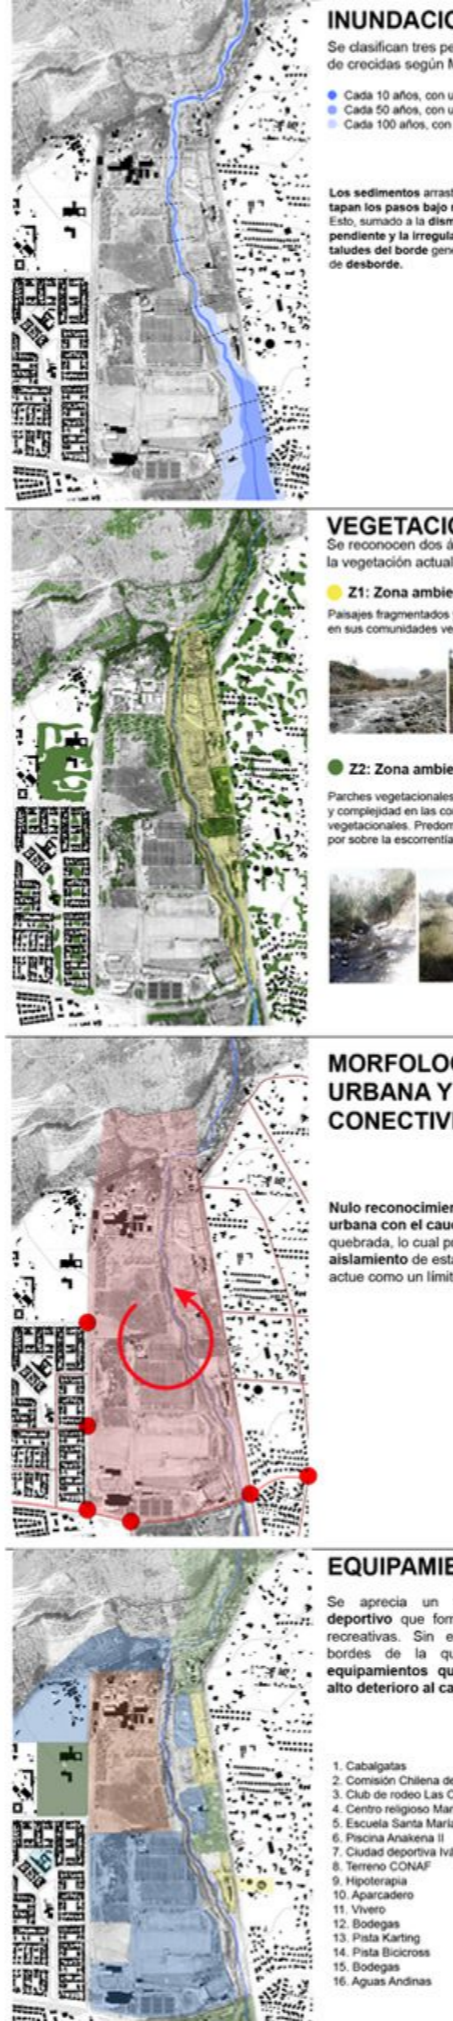 INUNDACIO
Se clasifican tres pe
de crecidas según M
Cada 10 años, con u
Cada 50 años, con u
Cada 100 años, con
Los sedimentos arrast
tapan los pasos bajo n
Esto, sumado a la dism
pendiente y la irregula
taludes del borde gene
de desborde.
VEGETACIO
Se reconocen dos á
la vegetación actual
Z1: Zona ambie
Paisajes fragmentados
en sus comunidades ve
Z2: Zona ambie
Parches vegetacionales
y complejidad en las co
vegetacionales. Predom
por sobre la escorrentía
MORFOLOG
URBANA Y
CONECTIVI
Nulo reconocimien
urbana con el cauc
quebrada, lo cual pr
aislamiento de esta
actue como un límit
EQUIPAMIE
Se aprecia un
deportivo que form
recreativas. Sin e
bordes de la qu
equipamientos qu
alto deterioro al ca
1. Cabalgatas
2. Comisión Chilena de
3. Club de rodeo Las C
4. Centro religioso Mar
5. Escuela Santa María
6. Piscina Anakena II
7. Ciudad deportiva Ivá
8. Terreno CONAF
9. Hipoterapia
10. Aparcadero
11. Vivero
12. Bodegas
13. Pista Karting
14. Pista Bicicross
15. Bodegas
16. Aguas Andinas